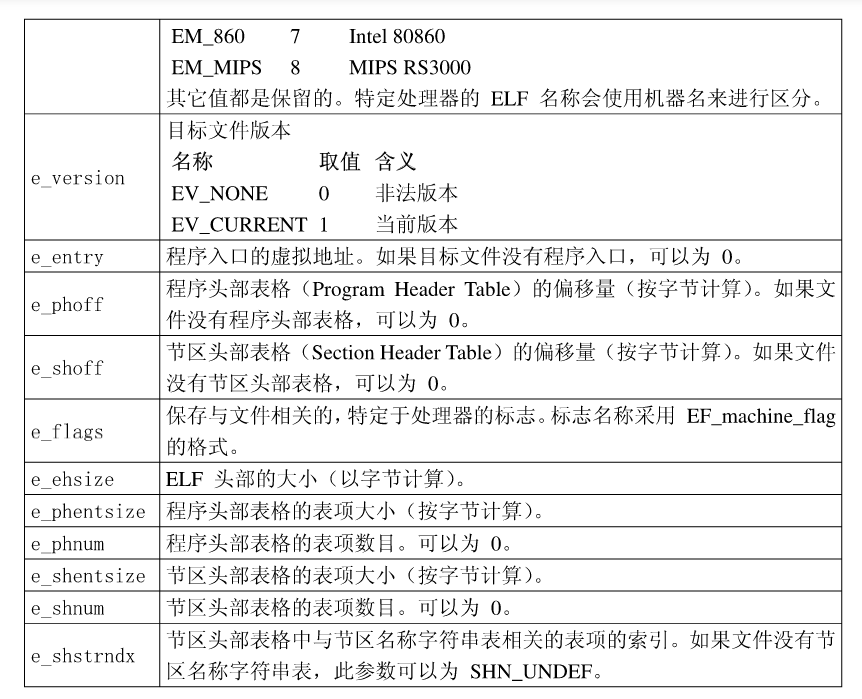 EM_860 7 Intel 80860
EM_MIPS 8 MIPS RS3000
其它值都是保留的。特定处理器的 ELF 名称会使用机器名来进行区分。
e_version
目标文件版本
名称 取值 含义
EV_NONE 0 非法版本
EV_CURRENT 1 当前版本
e_entry 程序入口的虚拟地址。如果目标文件没有程序入口，可以为 0。
e_phoff
程序头部表格（Program Header Table）的偏移量（按字节计算）。如果文
件没有程序头部表格，可以为 0。
e_shoff
节区头部表格（Section Header Table）的偏移量（按字节计算）。如果文件
没有节区头部表格，可以为 0。
e_flags
保存与文件相关的，特定于处理器的标志。标志名称采用 EF_machine_flag
的格式。
e_ehsize ELF 头部的大小（以字节计算）。
e_phentsize 程序头部表格的表项大小（按字节计算）。
e_phnum 程序头部表格的表项数目。可以为 0。
e_shentsize 节区头部表格的表项大小（按字节计算）。
e_shnum 节区头部表格的表项数目。可以为 0。
e_shstrndx
节区头部表格中与节区名称字符串表相关的表项的索引。如果文件没有节
区名称字符串表，此参数可以为 SHN_UNDEF。